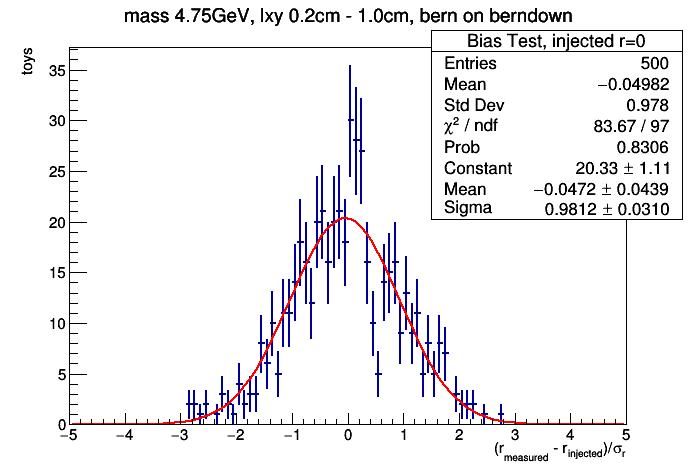 mass 4.75GeV, lxy 0.2cm - 1.0cm, bern on berndown
toys
Bias Test, injected r=0
Entries 500
Mean −0.04982
Std Dev 0.978
χ² / ndf 83.67 / 97
Prob 0.8306
Constant 20.33 ± 1.11
Mean −0.0472 ± 0.0439
Sigma 0.9812 ± 0.0310
35
30
25
20
15
10
5
0
−5 −4 −3 −2 −1 0 1 2 3 4 5
(r_measured - r_injected)/σ_r